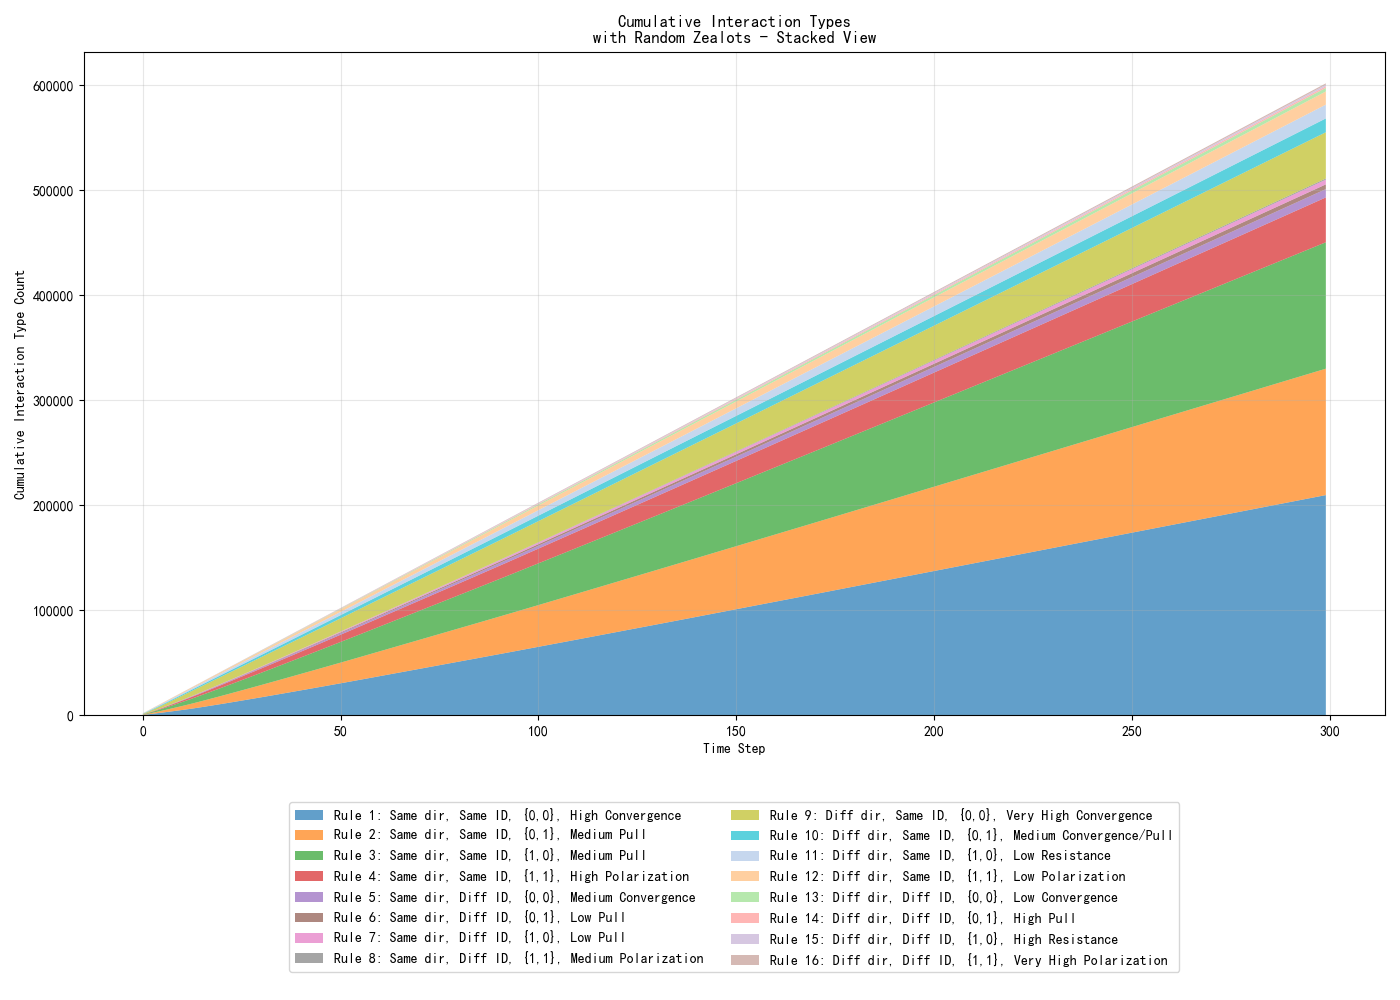 Cumulative Interaction Types
with Random Zealots - Stacked View
Cumulative Interaction Type Count
600000
500000
400000
300000
200000
100000
0
0 50 100 150 200 250 300
Time Step
Rule 1: Same dir, Same ID, {0,0}, High Convergence
Rule 2: Same dir, Same ID, {0,1}, Medium Pull
Rule 3: Same dir, Same ID, {1,0}, Medium Pull
Rule 4: Same dir, Same ID, {1,1}, High Polarization
Rule 5: Same dir, Diff ID, {0,0}, Medium Convergence
Rule 6: Same dir, Diff ID, {0,1}, Low Pull
Rule 7: Same dir, Diff ID, {1,0}, Low Pull
Rule 8: Same dir, Diff ID, {1,1}, Medium Polarization
Rule 9: Diff dir, Same ID, {0,0}, Very High Convergence
Rule 10: Diff dir, Same ID, {0,1}, Medium Convergence/Pull
Rule 11: Diff dir, Same ID, {1,0}, Low Resistance
Rule 12: Diff dir, Same ID, {1,1}, Low Polarization
Rule 13: Diff dir, Diff ID, {0,0}, Low Convergence
Rule 14: Diff dir, Diff ID, {0,1}, High Pull
Rule 15: Diff dir, Diff ID, {1,0}, High Resistance
Rule 16: Diff dir, Diff ID, {1,1}, Very High Polarization